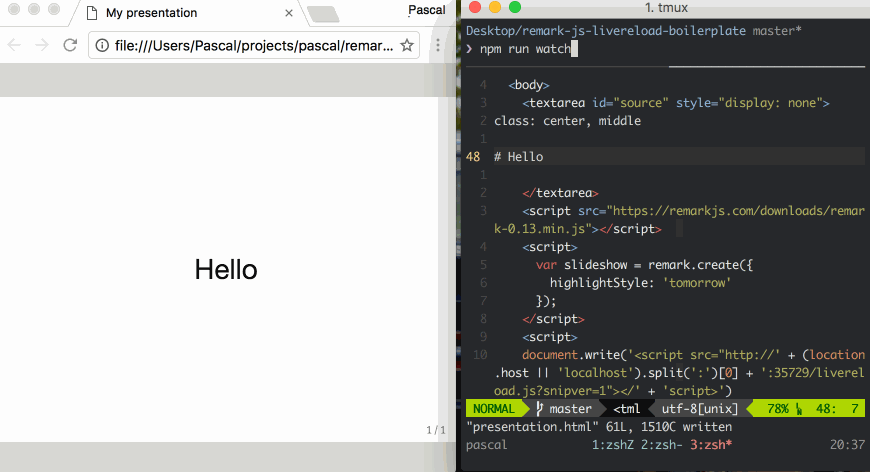 My presentation
Pascal
file:///Users/Pascal/projects/pascal/remar...
Hello
1 / 1
1. tmux
Desktop/remark-js-livereload-boilerplate master*
❯ npm run watch
4 <body>
3 <textarea id="source" style="display: none">
2 class: center, middle
1
48 # Hello
1
2 </textarea>
3 <script src="https://remarkjs.com/downloads/remar
k-0.13.min.js"></script>
4 <script>
5 var slideshow = remark.create({
6 highlightStyle: 'tomorrow'
7 });
8 </script>
9 <script>
10 document.write('<script src="http://' + (location
.host || 'localhost').split(':')[0] + ':35729/liverel
oad.js?snipver=1"></' + 'script>')
NORMAL master <tml utf-8[unix] 78% 48: 7
"presentation.html" 61L, 1510C written
pascal 1:zshZ 2:zsh- 3:zsh* 20:37